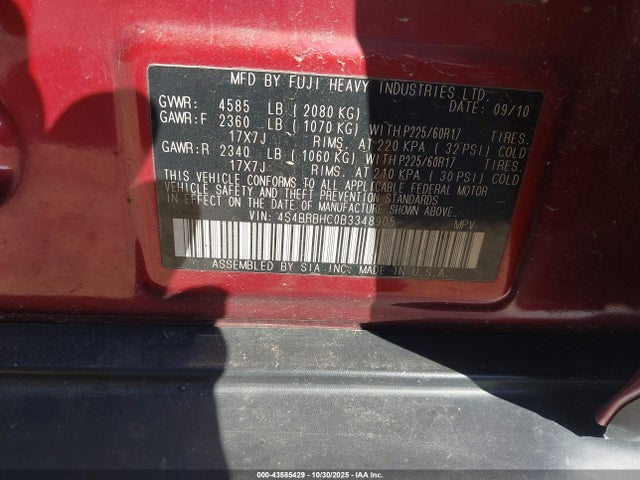 MFD BY FUJI HEAVY INDUSTRIES LTD.
GVWR: 4585 LB ( 2080 KG) DATE: 09/10
GAWR:F 2360 LB ( 1070 KG) WITH P225/60R17 TIRES.
17X7J RIMS. AT 220 KPA ( 32 PSI) COLD
GAWR:R 2340 LB ( 1060 KG) WITH P225/60R17 TIRES.
17X7J RIMS. AT 210 KPA ( 30 PSI) COLD
THIS VEHICLE CONFORMS TO ALL APPLICABLE FEDERAL MOTOR
VEHICLE SAFETY AND THEFT PREVENTION STANDARDS
IN EFFECT ON THE DATE OF MANUFACTURE SHOWN ABOVE.
VIN: 4S4BRBHC0B3348905 MPV
ASSEMBLED BY SIA.INC. MADE IN U.S.A.
000-43585429 - 10/30/2025 - IAA Inc.